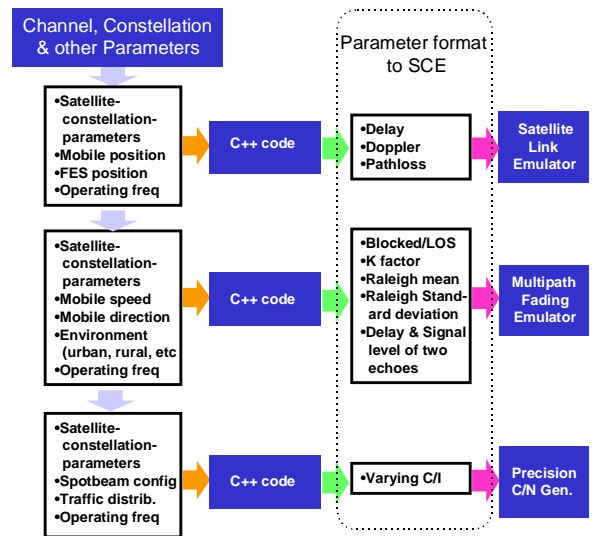 Channel, Constellation
& other Parameters
Parameter format
to SCE
•Satellite-
constellation-
parameters
•Mobile position
•FES position
•Operating freq
C++ code
•Delay
•Doppler
•Pathloss
Satellite
Link
Emulator
•Satellite-
constellation-
parameters
•Mobile speed
•Mobile direction
•Environment
(urban, rural, etc
•Operating freq
C++ code
•Blocked/LOS
•K factor
•Raleigh mean
•Raleigh Stand-
ard deviation
•Delay & Signal
level of two
echoes
Multipath
Fading
Emulator
•Satellite-
constellation-
parameters
•Spotbeam config
•Traffic distrib.
•Operating freq
C++ code
•Varying C/I
Precision
C/N Gen.